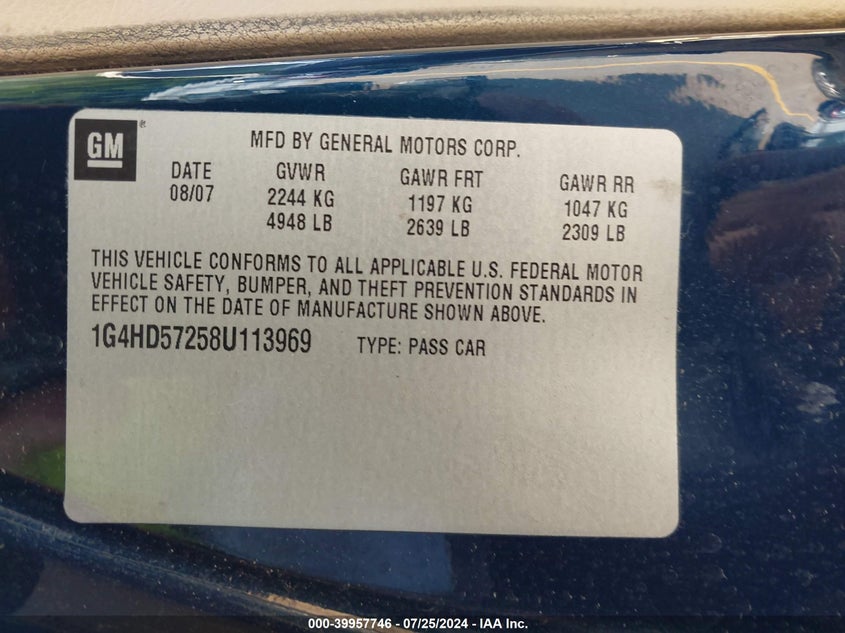 GM
MFD BY GENERAL MOTORS CORP.
DATE GVWR GAWR FRT GAWR RR
08/07 2244 KG 1197 KG 1047 KG
4948 LB 2639 LB 2309 LB
THIS VEHICLE CONFORMS TO ALL APPLICABLE U.S. FEDERAL MOTOR
VEHICLE SAFETY, BUMPER, AND THEFT PREVENTION STANDARDS IN
EFFECT ON THE DATE OF MANUFACTURE SHOWN ABOVE.
1G4HD57258U113969 TYPE: PASS CAR
000-39957746 - 07/25/2024 - IAA Inc.